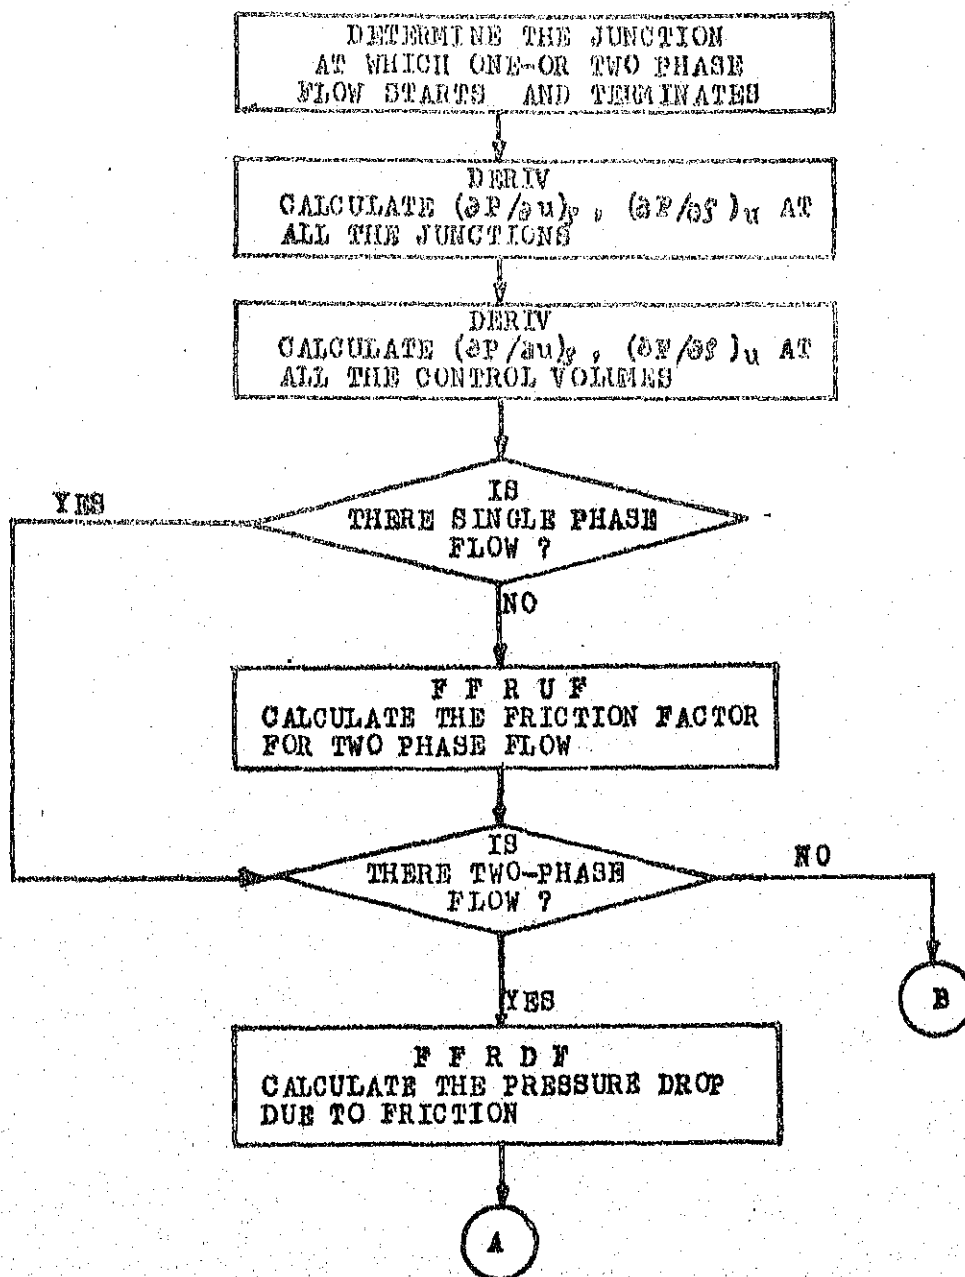 DETERMINE THE JUNCTION
AT WHICH ONE-OR TWO PHASE
FLOW STARTS AND TERMINATES
DERIV
CALCULATE (∂P/∂u)ρ , (∂P/∂ρ)u AT
ALL THE JUNCTIONS
DERIV
CALCULATE (∂P/∂u)ρ , (∂P/∂ρ)u AT
ALL THE CONTROL VOLUMES
YES
IS
THERE SINGLE PHASE
FLOW ?
NO
F F R U F
CALCULATE THE FRICTION FACTOR
FOR TWO PHASE FLOW
IS
THERE TWO-PHASE
FLOW ?
NO
B
YES
F F R D F
CALCULATE THE PRESSURE DROP
DUE TO FRICTION
A